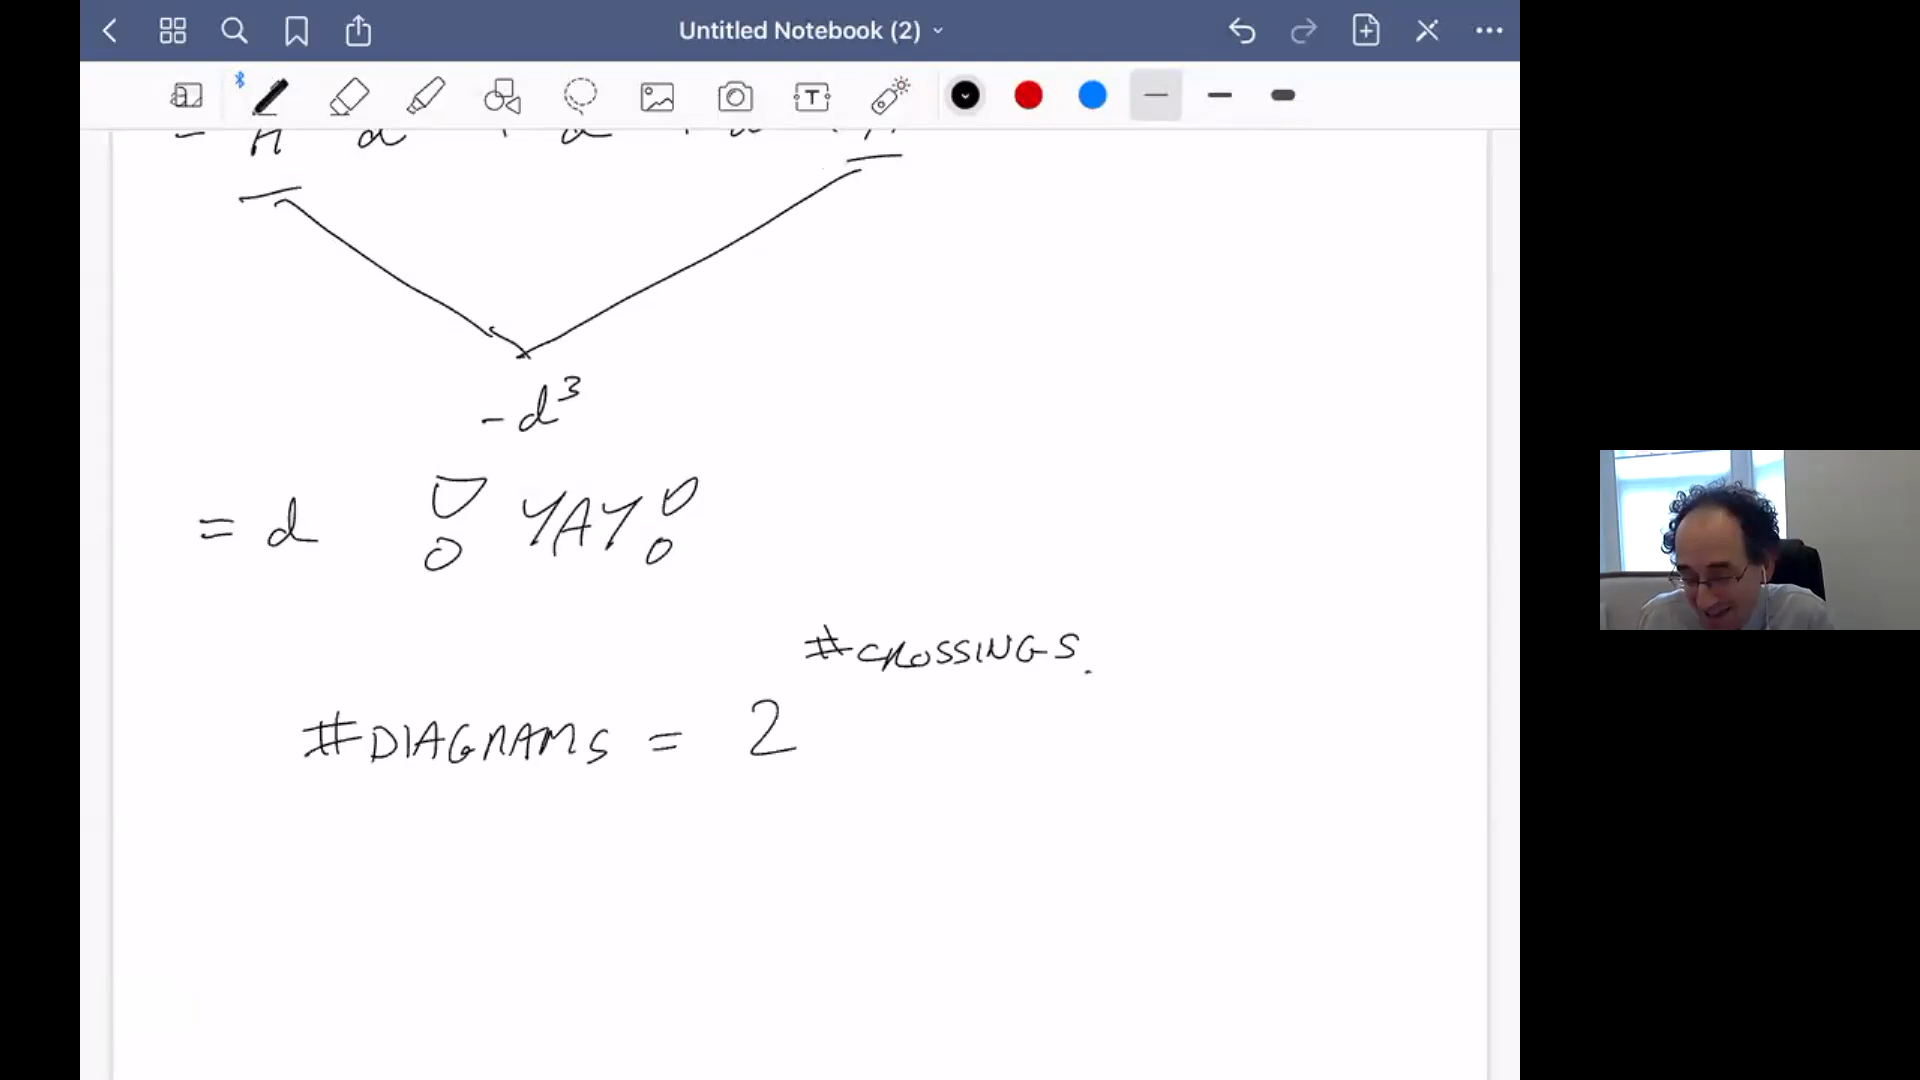 Untitled Notebook (2)
T
- d³
= d ! YAY !
#CROSSINGS.
#DIAGRAMS = 2